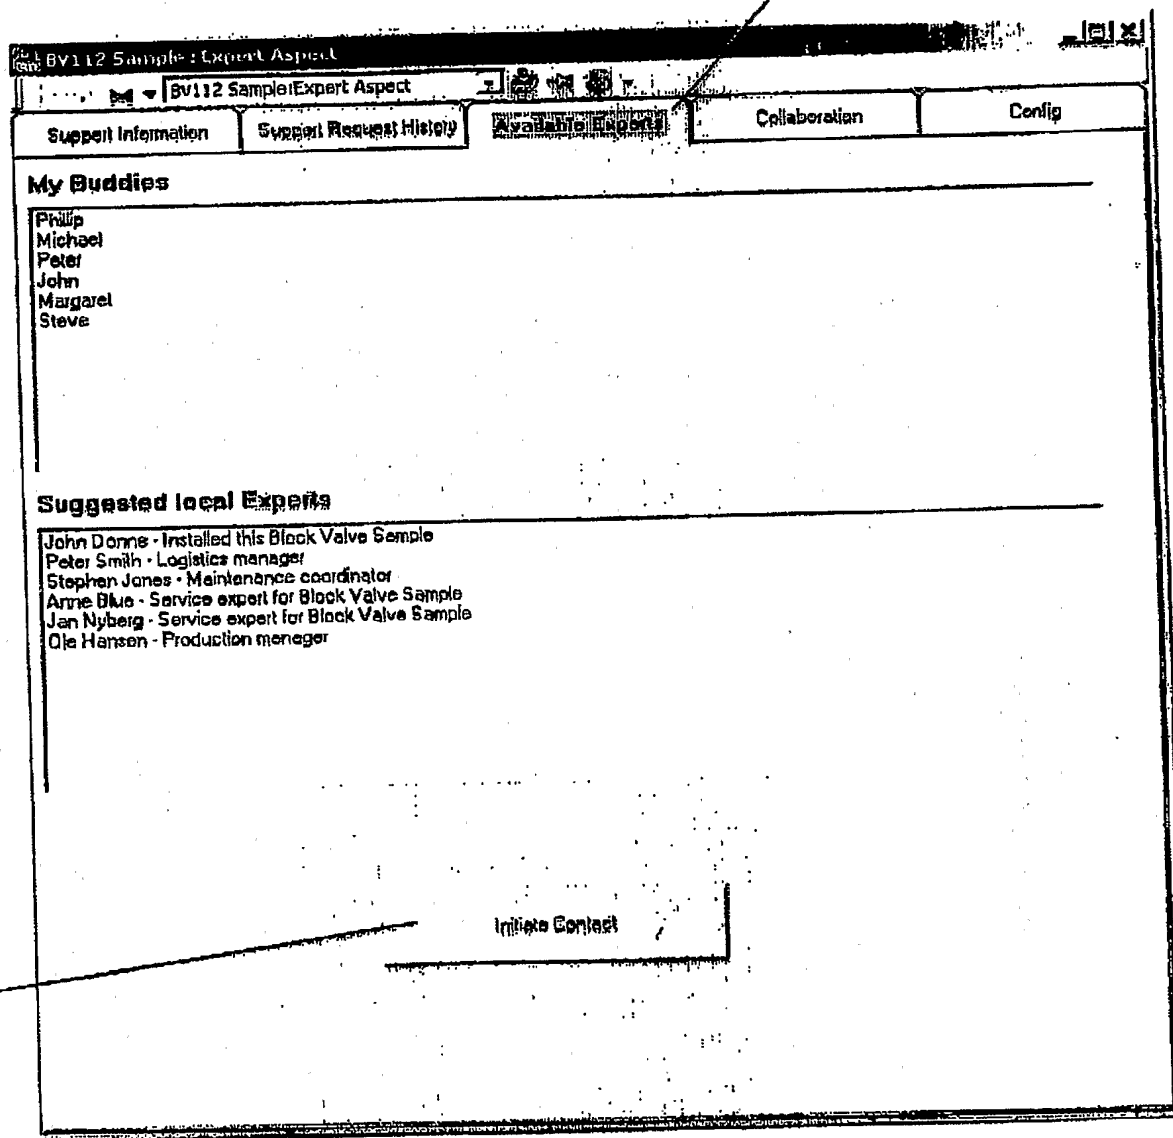 BV112 Sample : Expert Aspect
BV112 Sample:Expert Aspect
Support Information
Support Request History
Available Experts
Collaboration
Config
My Buddies
Phillip
Michael
Peter
John
Margaret
Steve
Suggested local Experts
John Donne - Installed this Block Valve Sample
Peter Smith - Logistics manager
Stephen Jones - Maintenance coordinator
Anne Blue - Service expert for Block Valve Sample
Jan Nyberg - Service expert for Block Valve Sample
Ole Hansen - Production manager
Initiate Contact